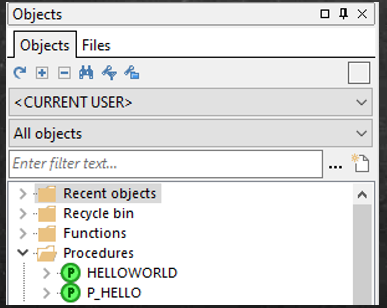 Objects
Objects Files
<CURRENT USER>
All objects
Enter filter text... ...
Recent objects
Recycle bin
Functions
Procedures
P HELLOWORLD
P P_HELLO